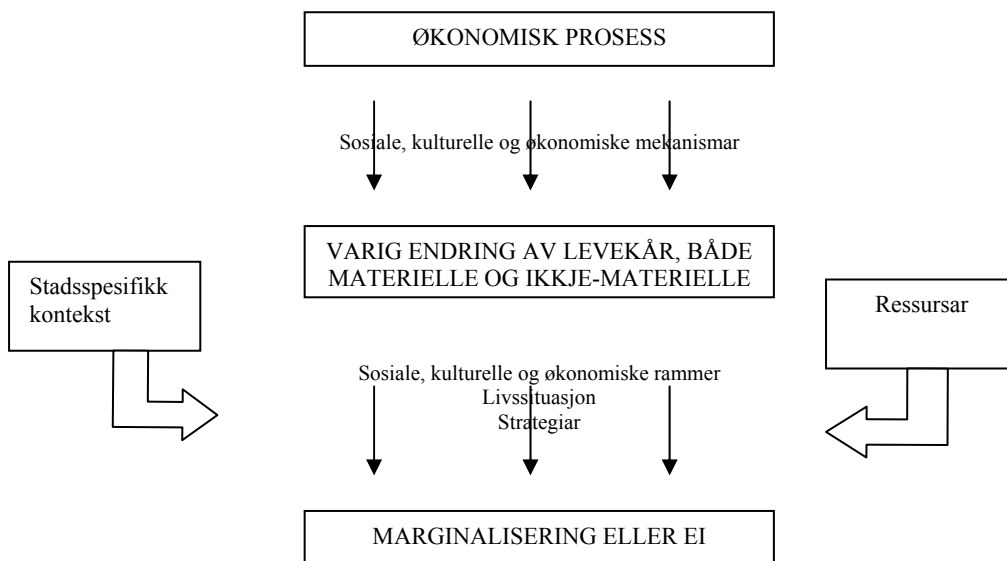 ØKONOMISK PROSESS
Sosiale, kulturelle og økonomiske mekanismar
VARIG ENDRING AV LEVEKÅR, BÅDE
MATERIELLE OG IKKJE-MATERIELLE
Stadsspesifikk
kontekst
Ressursar
Sosiale, kulturelle og økonomiske rammer
Livssituasjon
Strategiar
MARGINALISERING ELLER EI